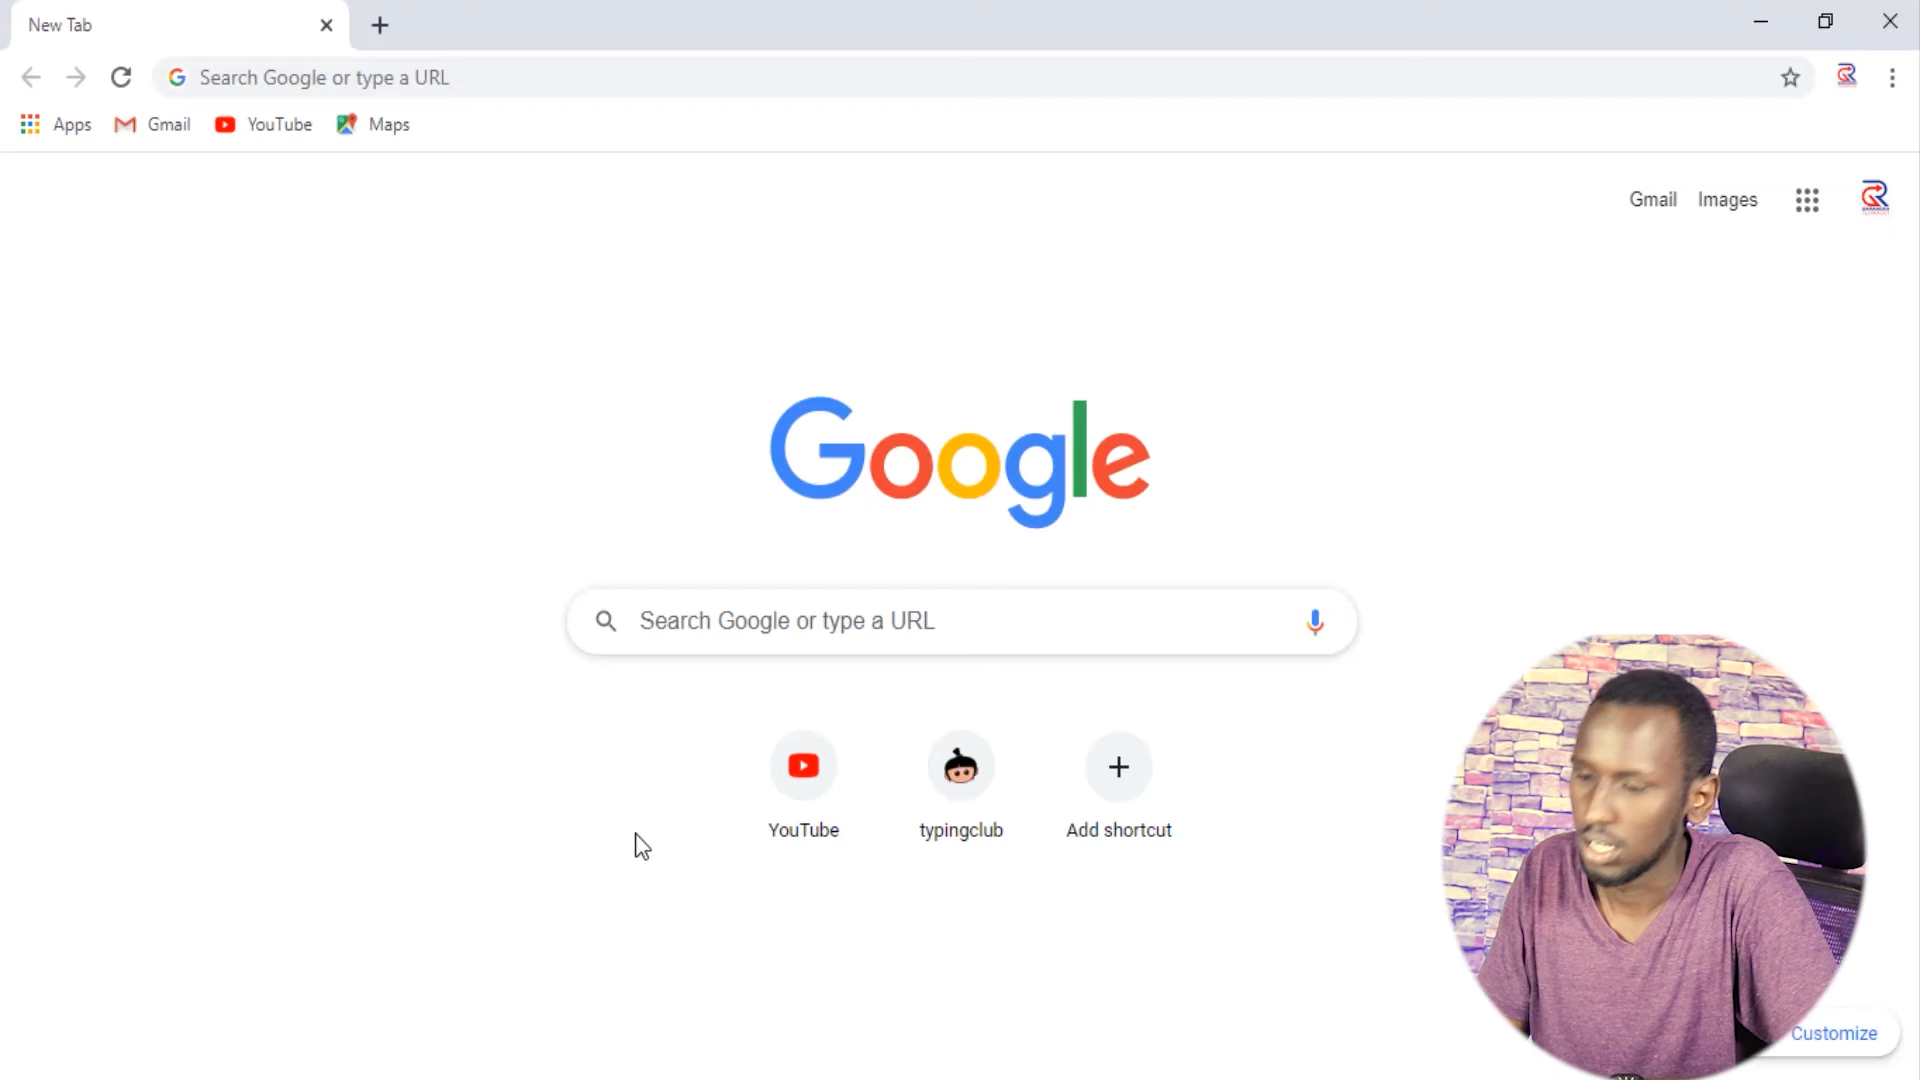 New Tab
Search Google or type a URL
Apps Gmail YouTube Maps
Gmail Images
Google
Search Google or type a URL
YouTube typingclub Add shortcut
Customize